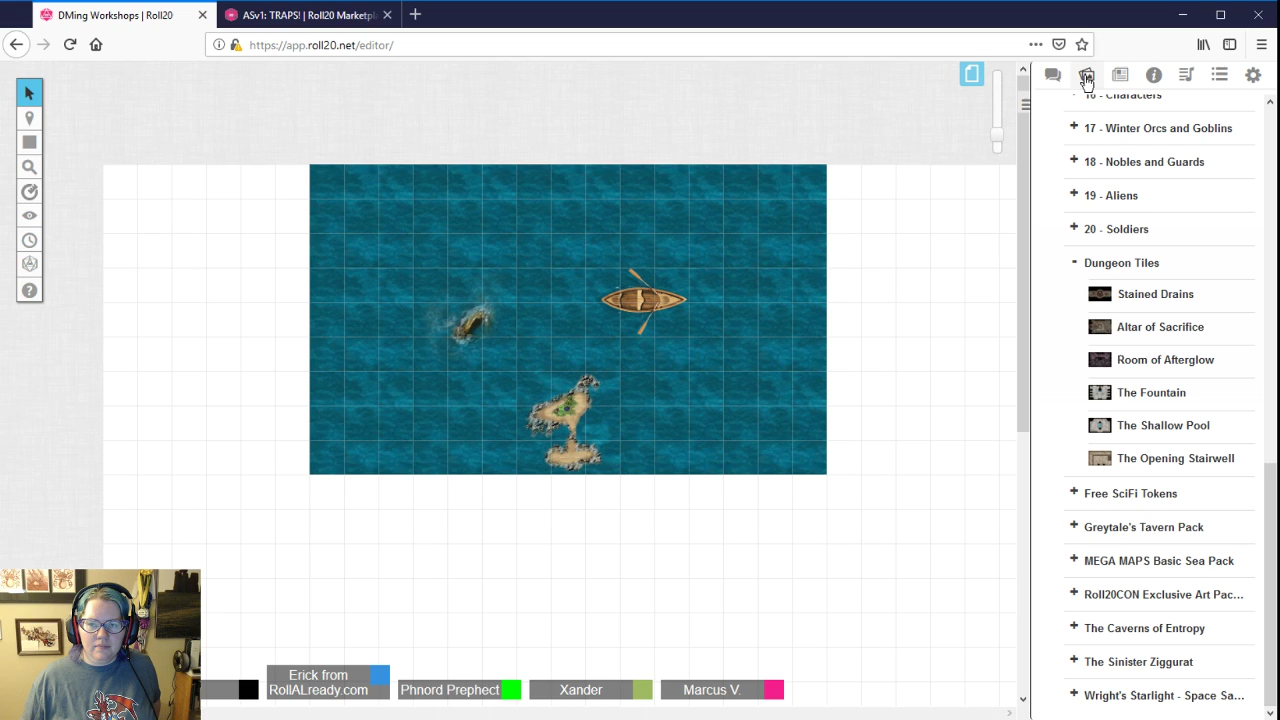 DMing Workshops | Roll20
ASv1: TRAPS! | Roll20 Marketpl
https://app.roll20.net/editor/
16 - Characters
17 - Winter Orcs and Goblins
18 - Nobles and Guards
19 - Aliens
20 - Soldiers
Dungeon Tiles
Stained Drains
Altar of Sacrifice
Room of Afterglow
The Fountain
The Shallow Pool
The Opening Stairwell
Free SciFi Tokens
Greytale's Tavern Pack
MEGA MAPS Basic Sea Pack
Roll20CON Exclusive Art Pac...
The Caverns of Entropy
The Sinister Ziggurat
Wright's Starlight - Space Sa...
Erick from
RollALready.com
Phnord Prephect
Xander
Marcus V.